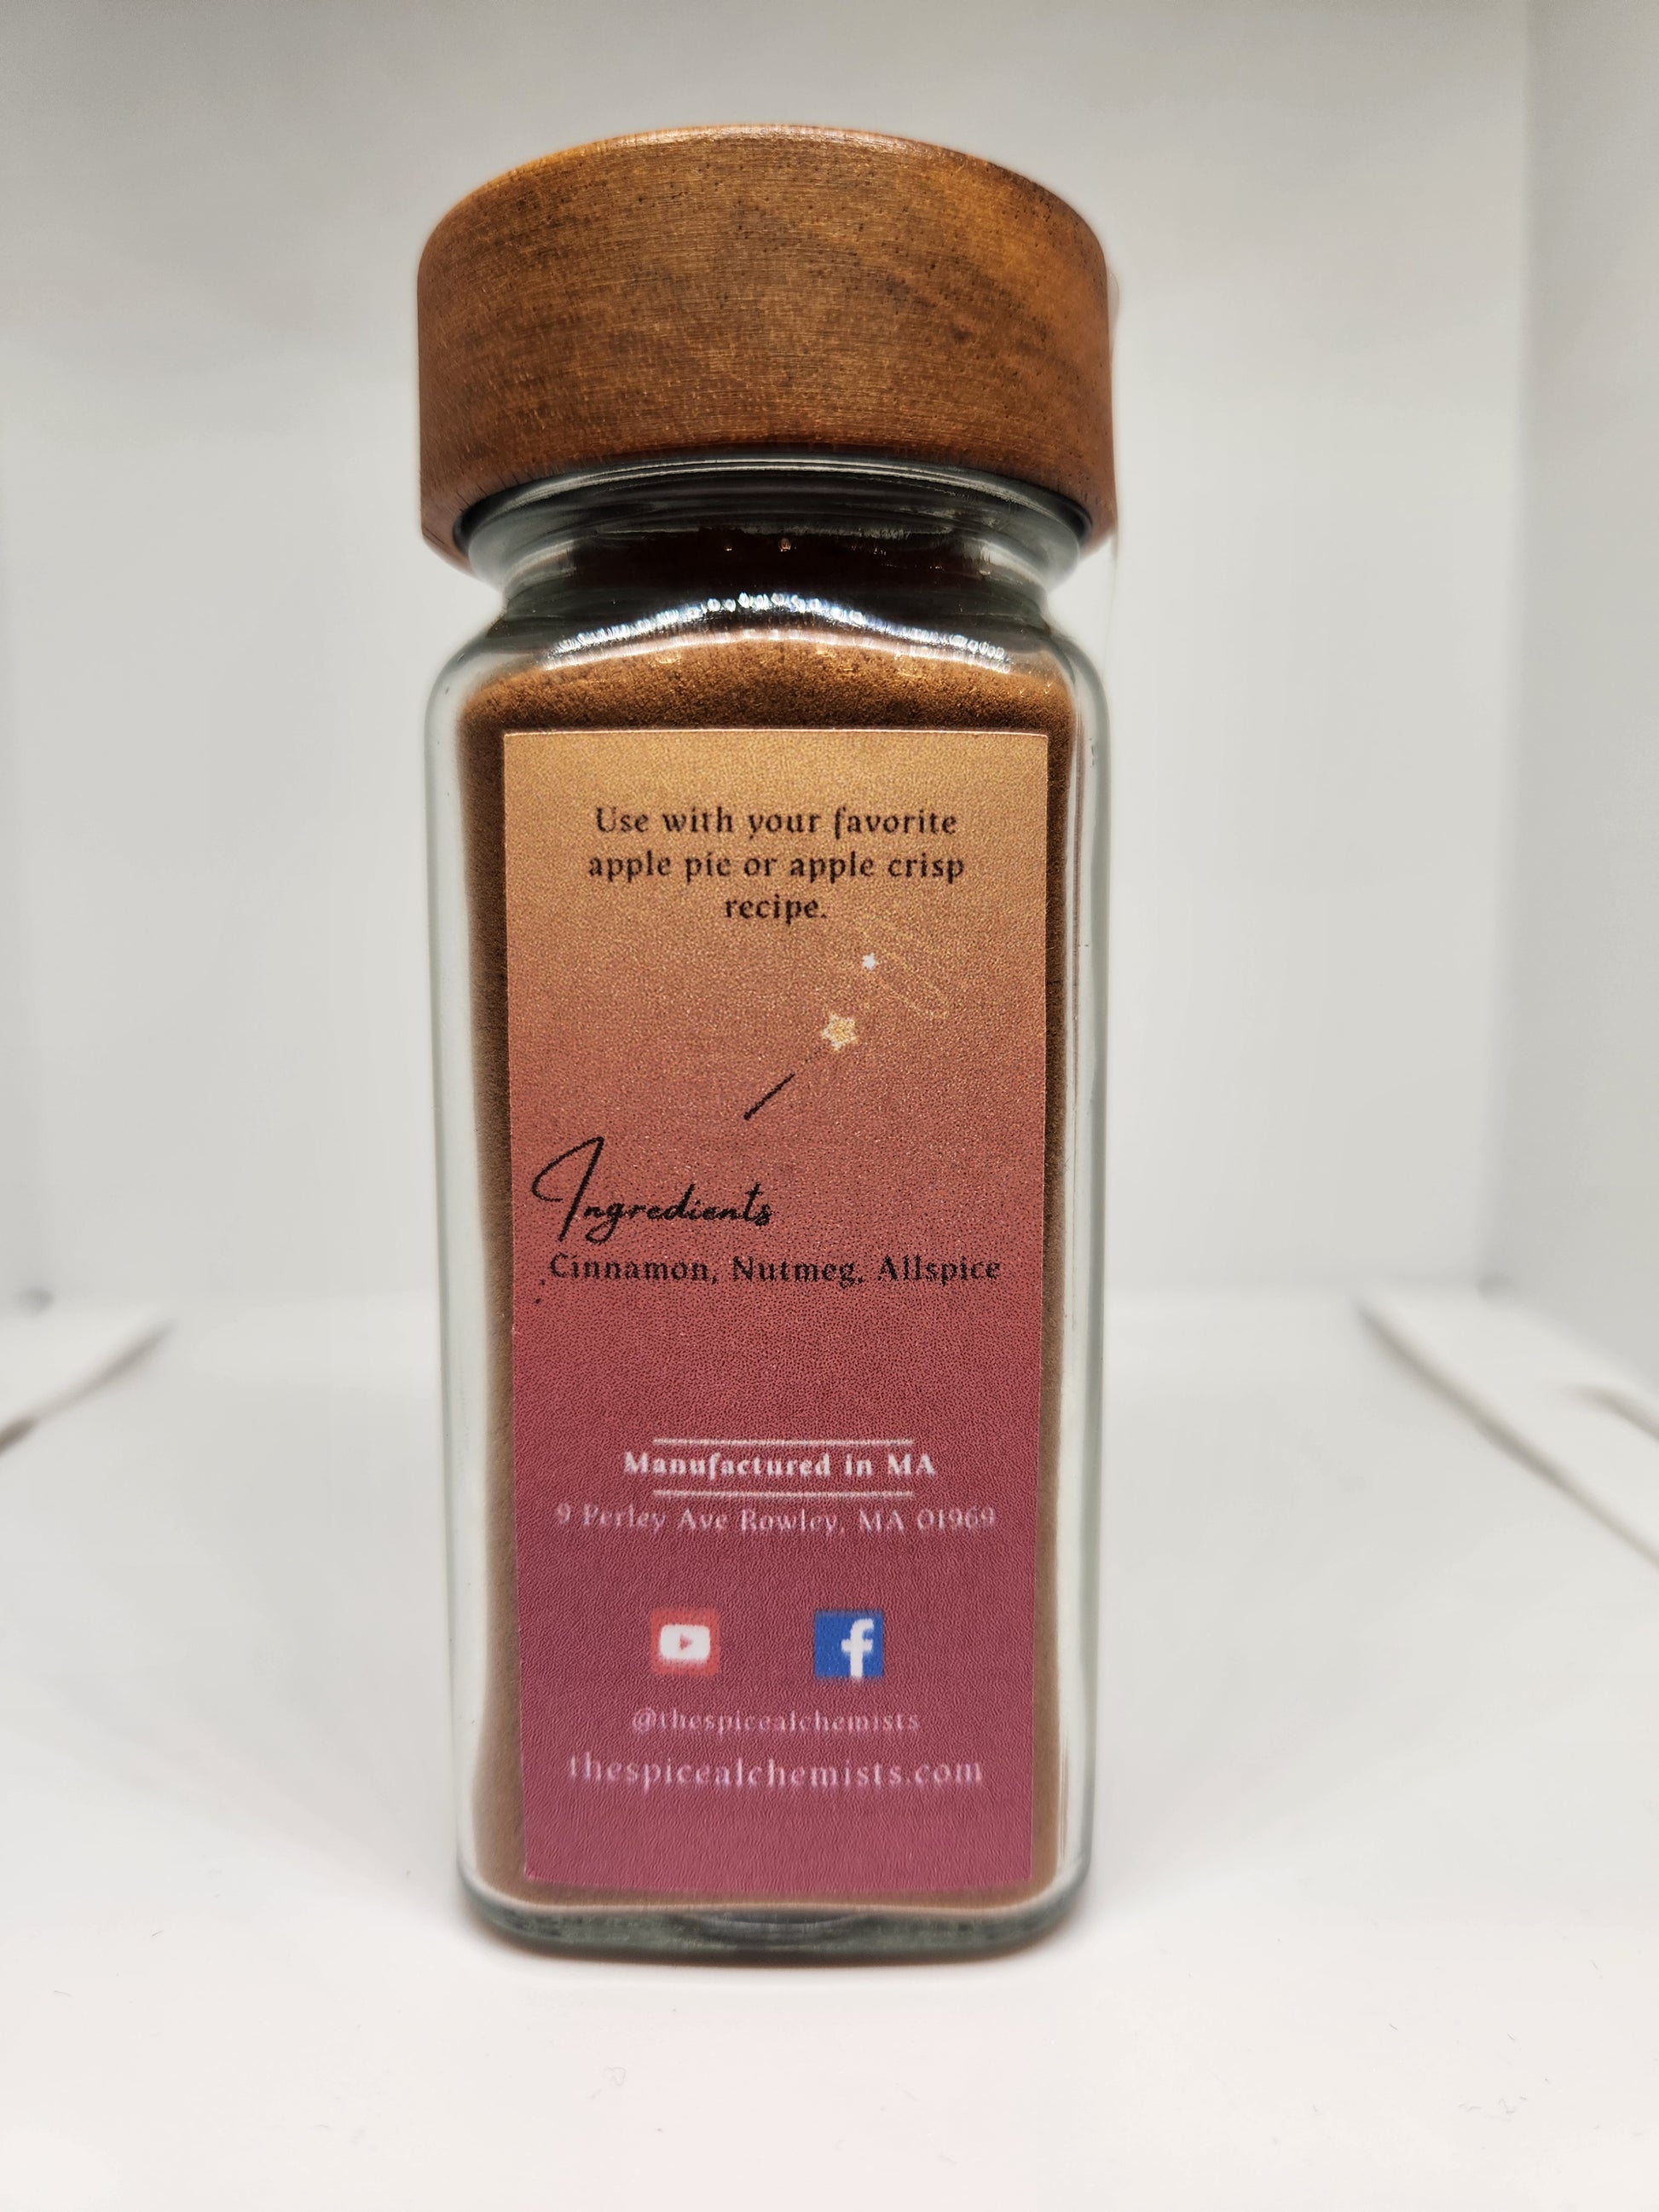 Use with your favorite
apple pie or apple crisp
recipe.
Ingredients
Cinnamon, Nutmeg, Allspice
Manufactured in MA
9 Perley Ave Rowley, MA 01969
@thespicealchemists
thespicealchemists.com